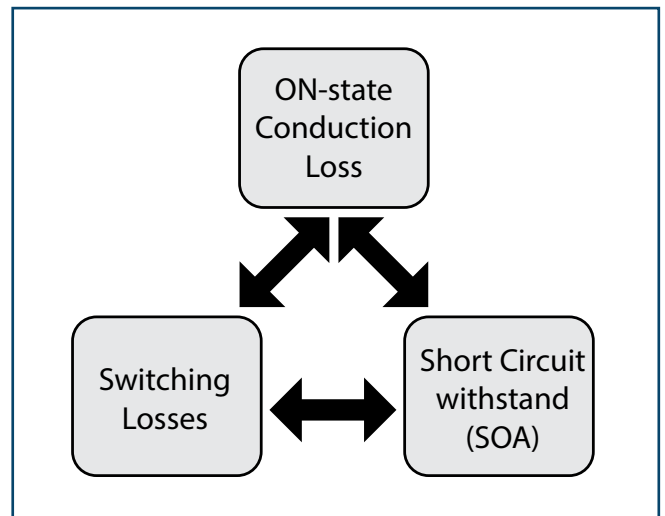 ON-state
Conduction
Loss
Switching
Losses
Short Circuit
withstand
(SOA)